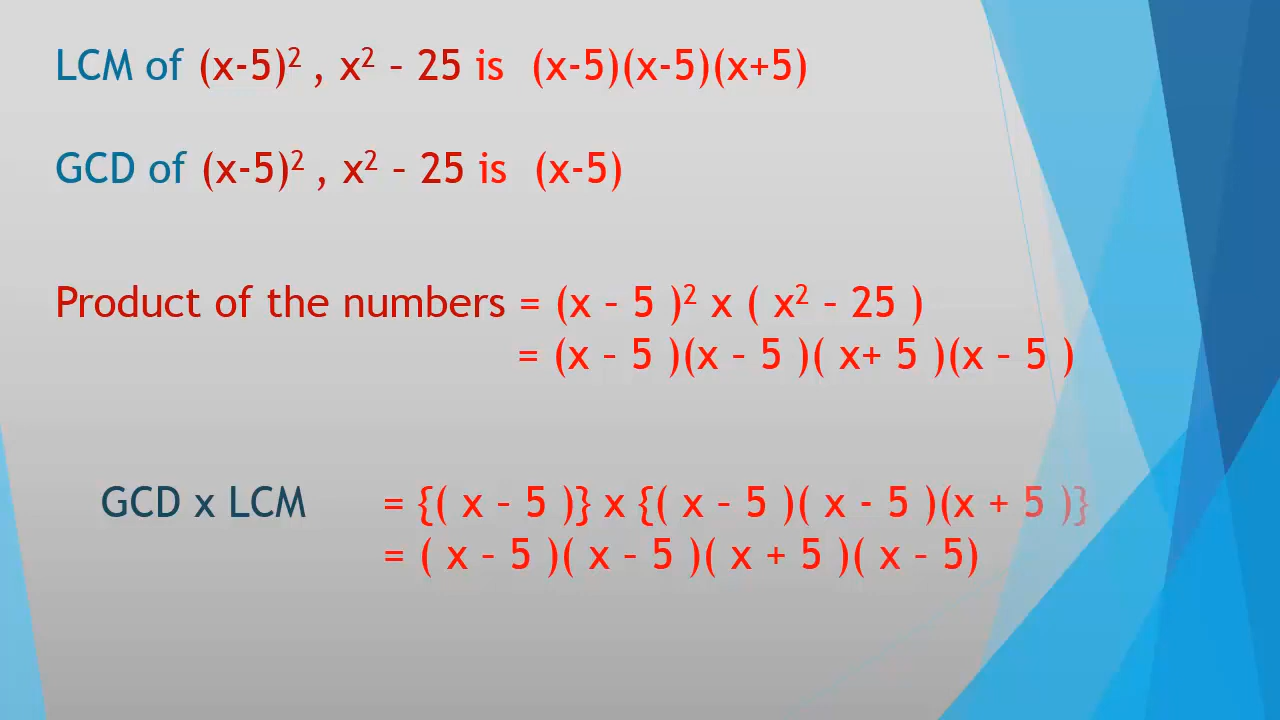 LCM of (x-5)² , x² – 25 is (x-5)(x-5)(x+5)
GCD of (x-5)² , x² – 25 is (x-5)
Product of the numbers = (x – 5 )² x ( x² – 25 )
= (x – 5 )(x – 5 )( x+ 5 )(x – 5 )
GCD x LCM = {( x – 5 )} x {( x – 5 )( x - 5 )(x + 5 )}
= ( x – 5 )( x – 5 )( x + 5 )( x – 5)